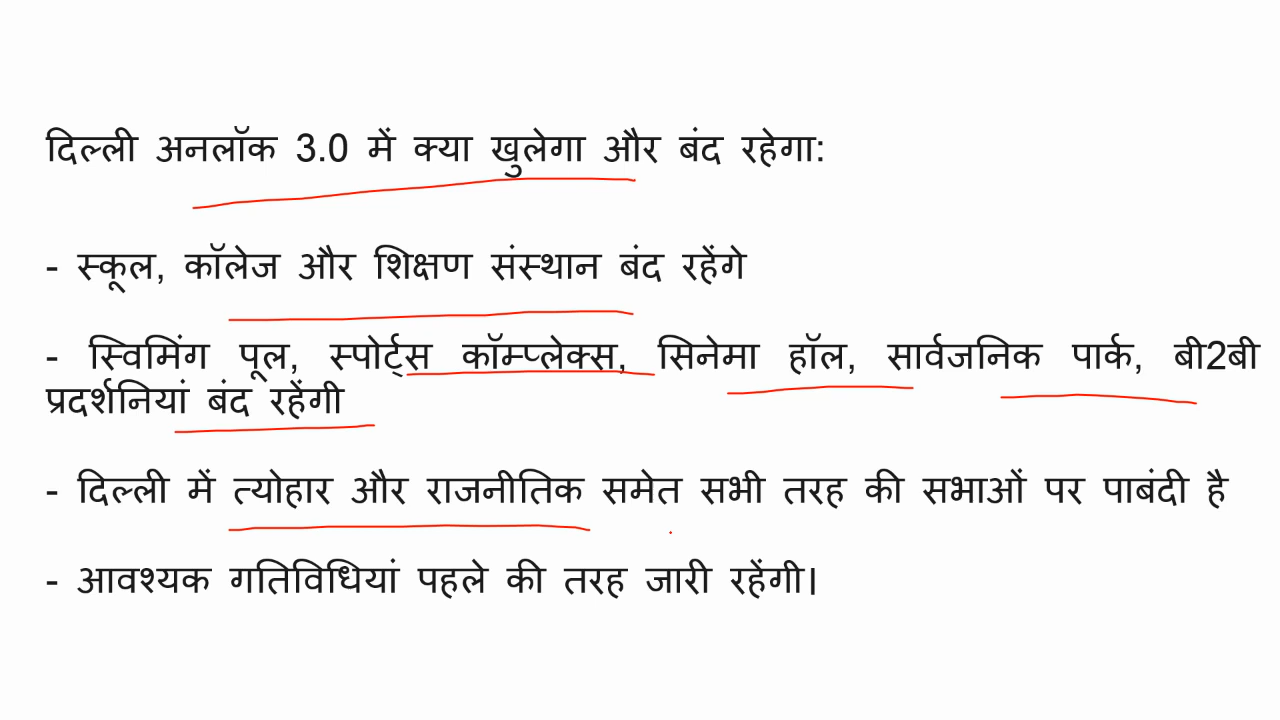 दिल्ली अनलॉक 3.0 में क्या खुलेगा और बंद रहेगा:
- स्कूल, कॉलेज और शिक्षण संस्थान बंद रहेंगे
- स्विमिंग पूल, स्पोर्ट्स कॉम्प्लेक्स, सिनेमा हॉल, सार्वजनिक पार्क, बी2बी
प्रदर्शनियां बंद रहेंगी
- दिल्ली में त्योहार और राजनीतिक समेत सभी तरह की सभाओं पर पाबंदी है
- आवश्यक गतिविधियां पहले की तरह जारी रहेंगी।